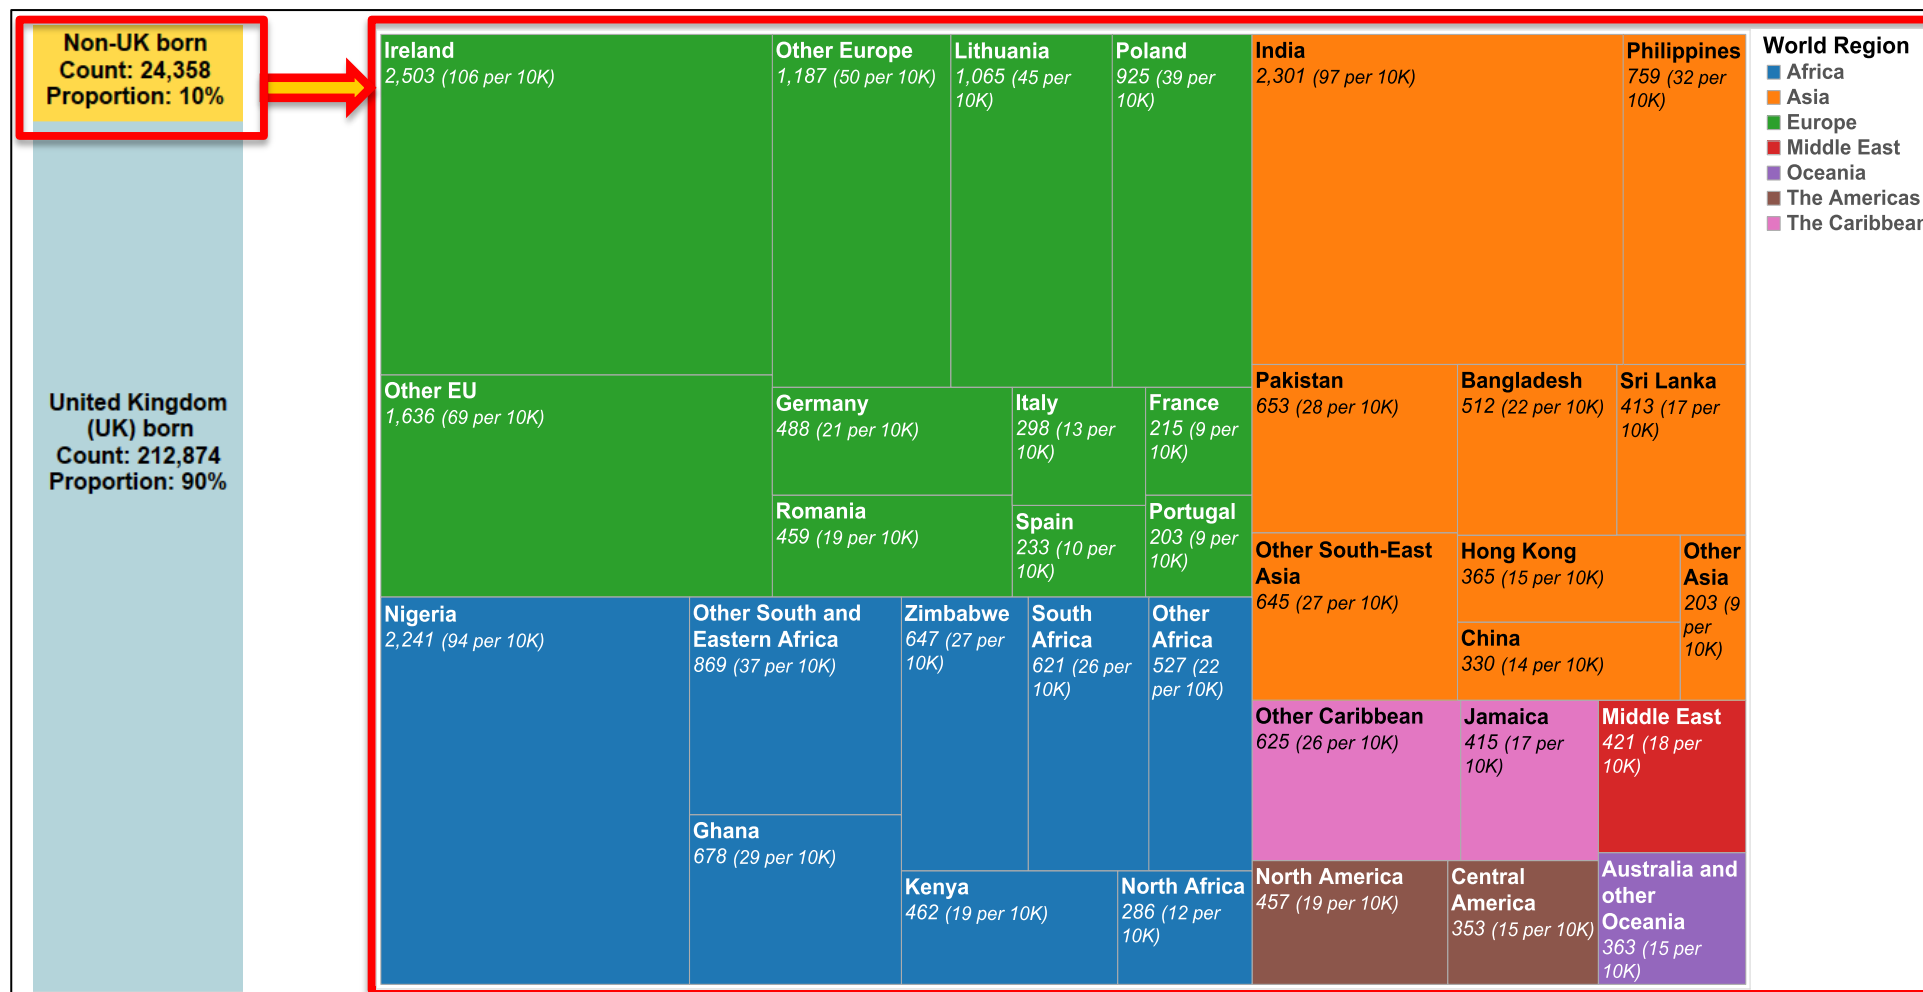 Non-UK born
Count: 24,358
Proportion: 10%
United Kingdom
(UK) born
Count: 212,874
Proportion: 90%
Ireland
2,503 (106 per 10K)
Other Europe
1,187 (50 per 10K)
Lithuania
1,065 (45 per
10K)
Poland
925 (39 per
10K)
Other EU
1,636 (69 per 10K)
Germany
488 (21 per 10K)
Italy
298 (13 per
10K)
France
215 (9 per
10K)
Romania
459 (19 per 10K)
Spain
233 (10 per
10K)
Portugal
203 (9 per
10K)
Nigeria
2,241 (94 per 10K)
Other South and
Eastern Africa
869 (37 per 10K)
Zimbabwe
647 (27 per
10K)
South
Africa
621 (26 per
10K)
Other
Africa
527 (22
per 10K)
Ghana
678 (29 per 10K)
Kenya
462 (19 per 10K)
North Africa
286 (12 per
10K)
India
2,301 (97 per 10K)
Philippines
759 (32 per
10K)
Pakistan
653 (28 per 10K)
Bangladesh
512 (22 per 10K)
Sri Lanka
413 (17 per
10K)
Other South-East
Asia
645 (27 per 10K)
Hong Kong
365 (15 per 10K)
Other
Asia
203 (9
per
10K)
China
330 (14 per 10K)
Other Caribbean
625 (26 per 10K)
Jamaica
415 (17 per
10K)
Middle East
421 (18 per
10K)
North America
457 (19 per 10K)
Central
America
353 (15 per 10K)
Australia and
other
Oceania
363 (15 per
10K)
World Region
Africa
Asia
Europe
Middle East
Oceania
The Americas
The Caribbean